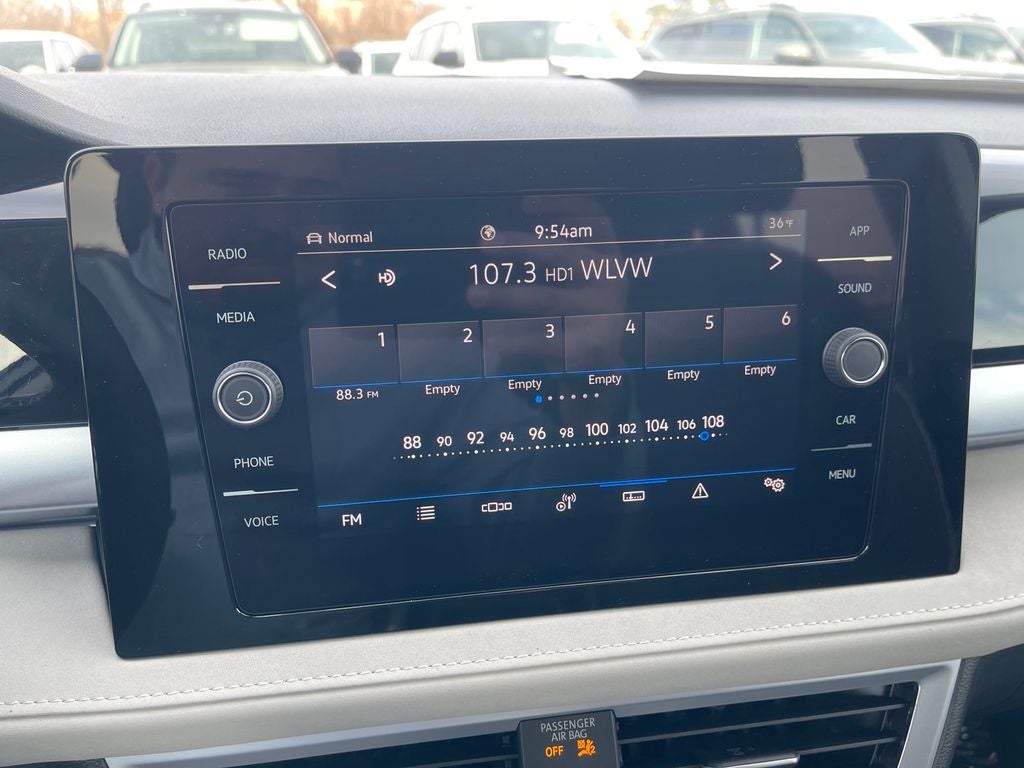 Normal 9:54am 36°F
RADIO
MEDIA
PHONE
VOICE
HD 107.3 HD1 WLVW
1 2 3 4 5 6
88.3 FM Empty Empty Empty Empty Empty
88 90 92 94 96 98 100 102 104 106 108
FM
APP
SOUND
CAR
MENU
PASSENGER
AIR BAG
OFF 2